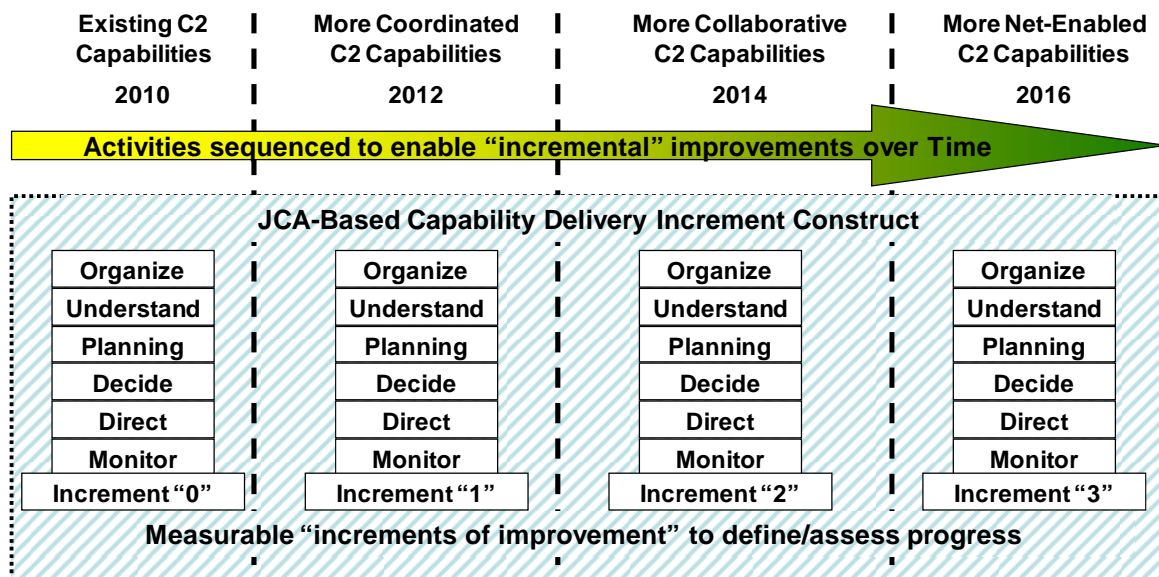 Existing C2
Capabilities
2010
More Coordinated
C2 Capabilities
2012
More Collaborative
C2 Capabilities
2014
More Net-Enabled
C2 Capabilities
2016
Activities sequenced to enable “incremental” improvements over Time
JCA-Based Capability Delivery Increment Construct
Organize
Understand
Planning
Decide
Direct
Monitor
Increment “0”
Organize
Understand
Planning
Decide
Direct
Monitor
Increment “1”
Organize
Understand
Planning
Decide
Direct
Monitor
Increment “2”
Organize
Understand
Planning
Decide
Direct
Monitor
Increment “3”
Measurable “increments of improvement” to define/assess progress